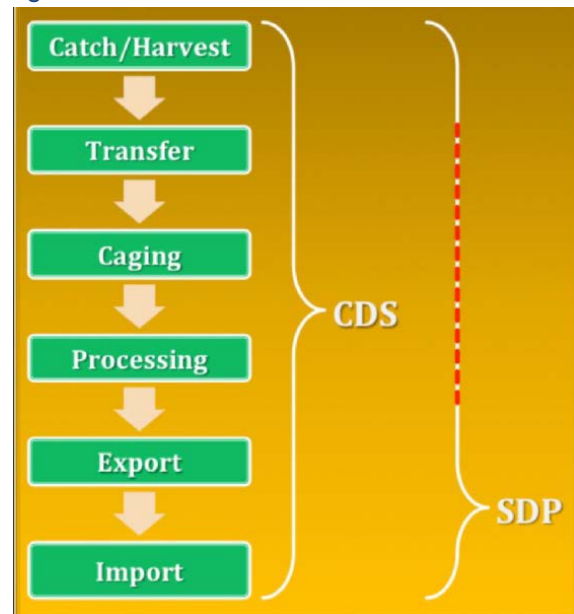 Catch/Harvest
Transfer
Caging
CDS
Processing
Export
SDP
Import